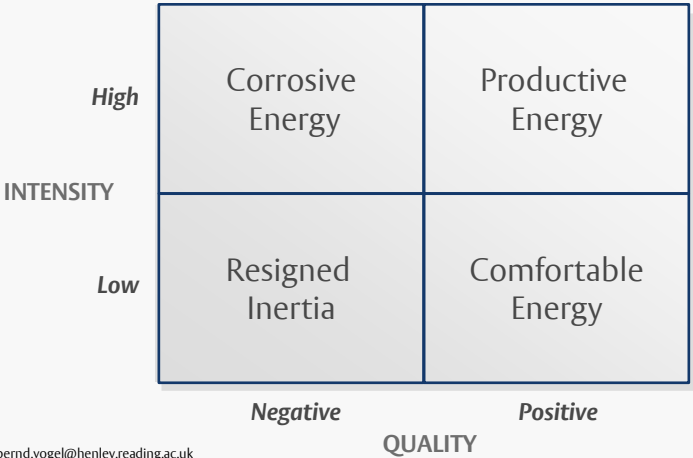 Corrosive
Energy
Productive
Energy
High
INTENSITY
Low
Resigned
Inertia
Comfortable
Energy
Negative
Positive
QUALITY
bernd.vogel@henley.reading.ac.uk